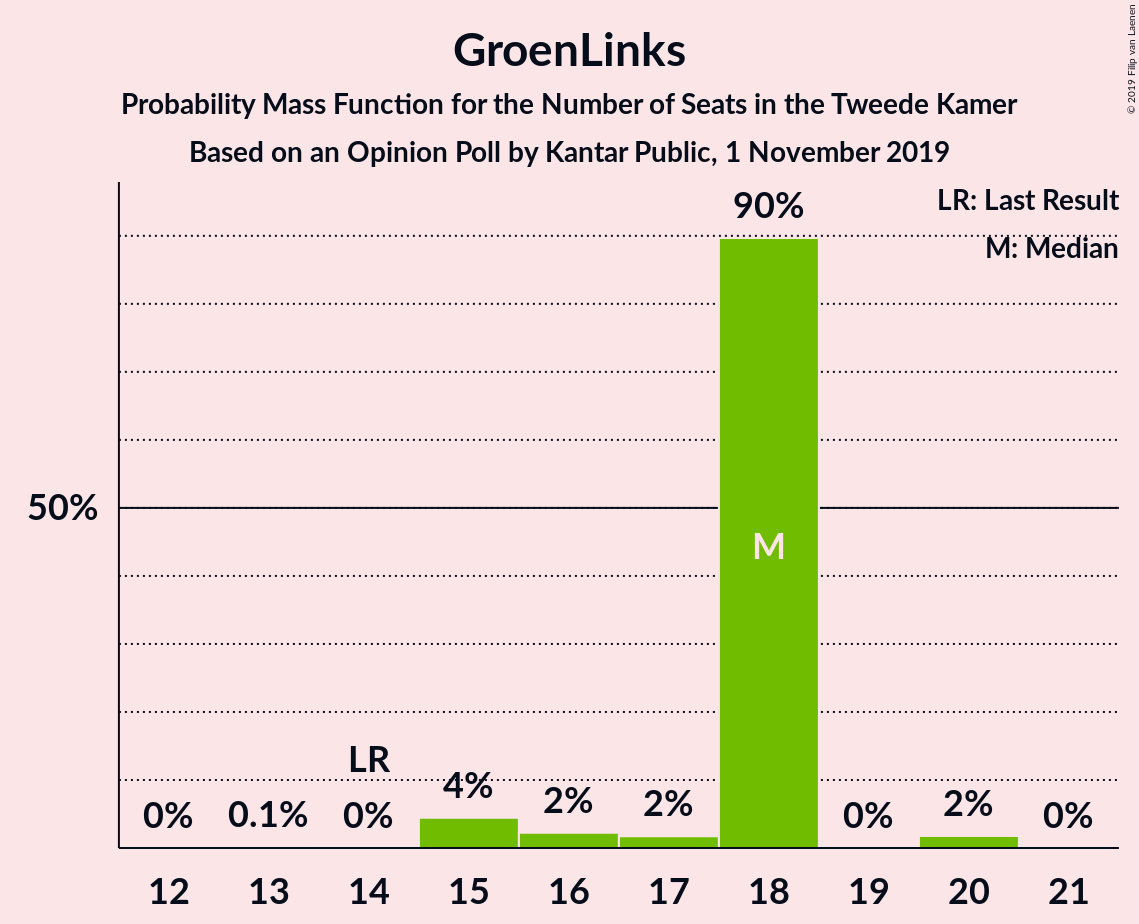 GroenLinks
Probability Mass Function for the Number of Seats in the Tweede Kamer
Based on an Opinion Poll by Kantar Public, 1 November 2019
© 2019 Filip van Laenen
LR: Last Result
M: Median
90%
50%
M
LR
0% 0.1% 0% 4% 2% 2% 0% 2% 0%
12 13 14 15 16 17 18 19 20 21